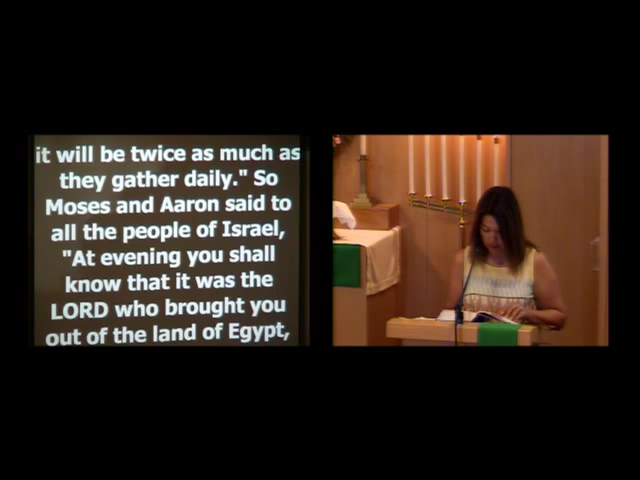 it will be twice as much as
they gather daily." So
Moses and Aaron said to
all the people of Israel,
"At evening you shall
know that it was the
LORD who brought you
out of the land of Egypt,